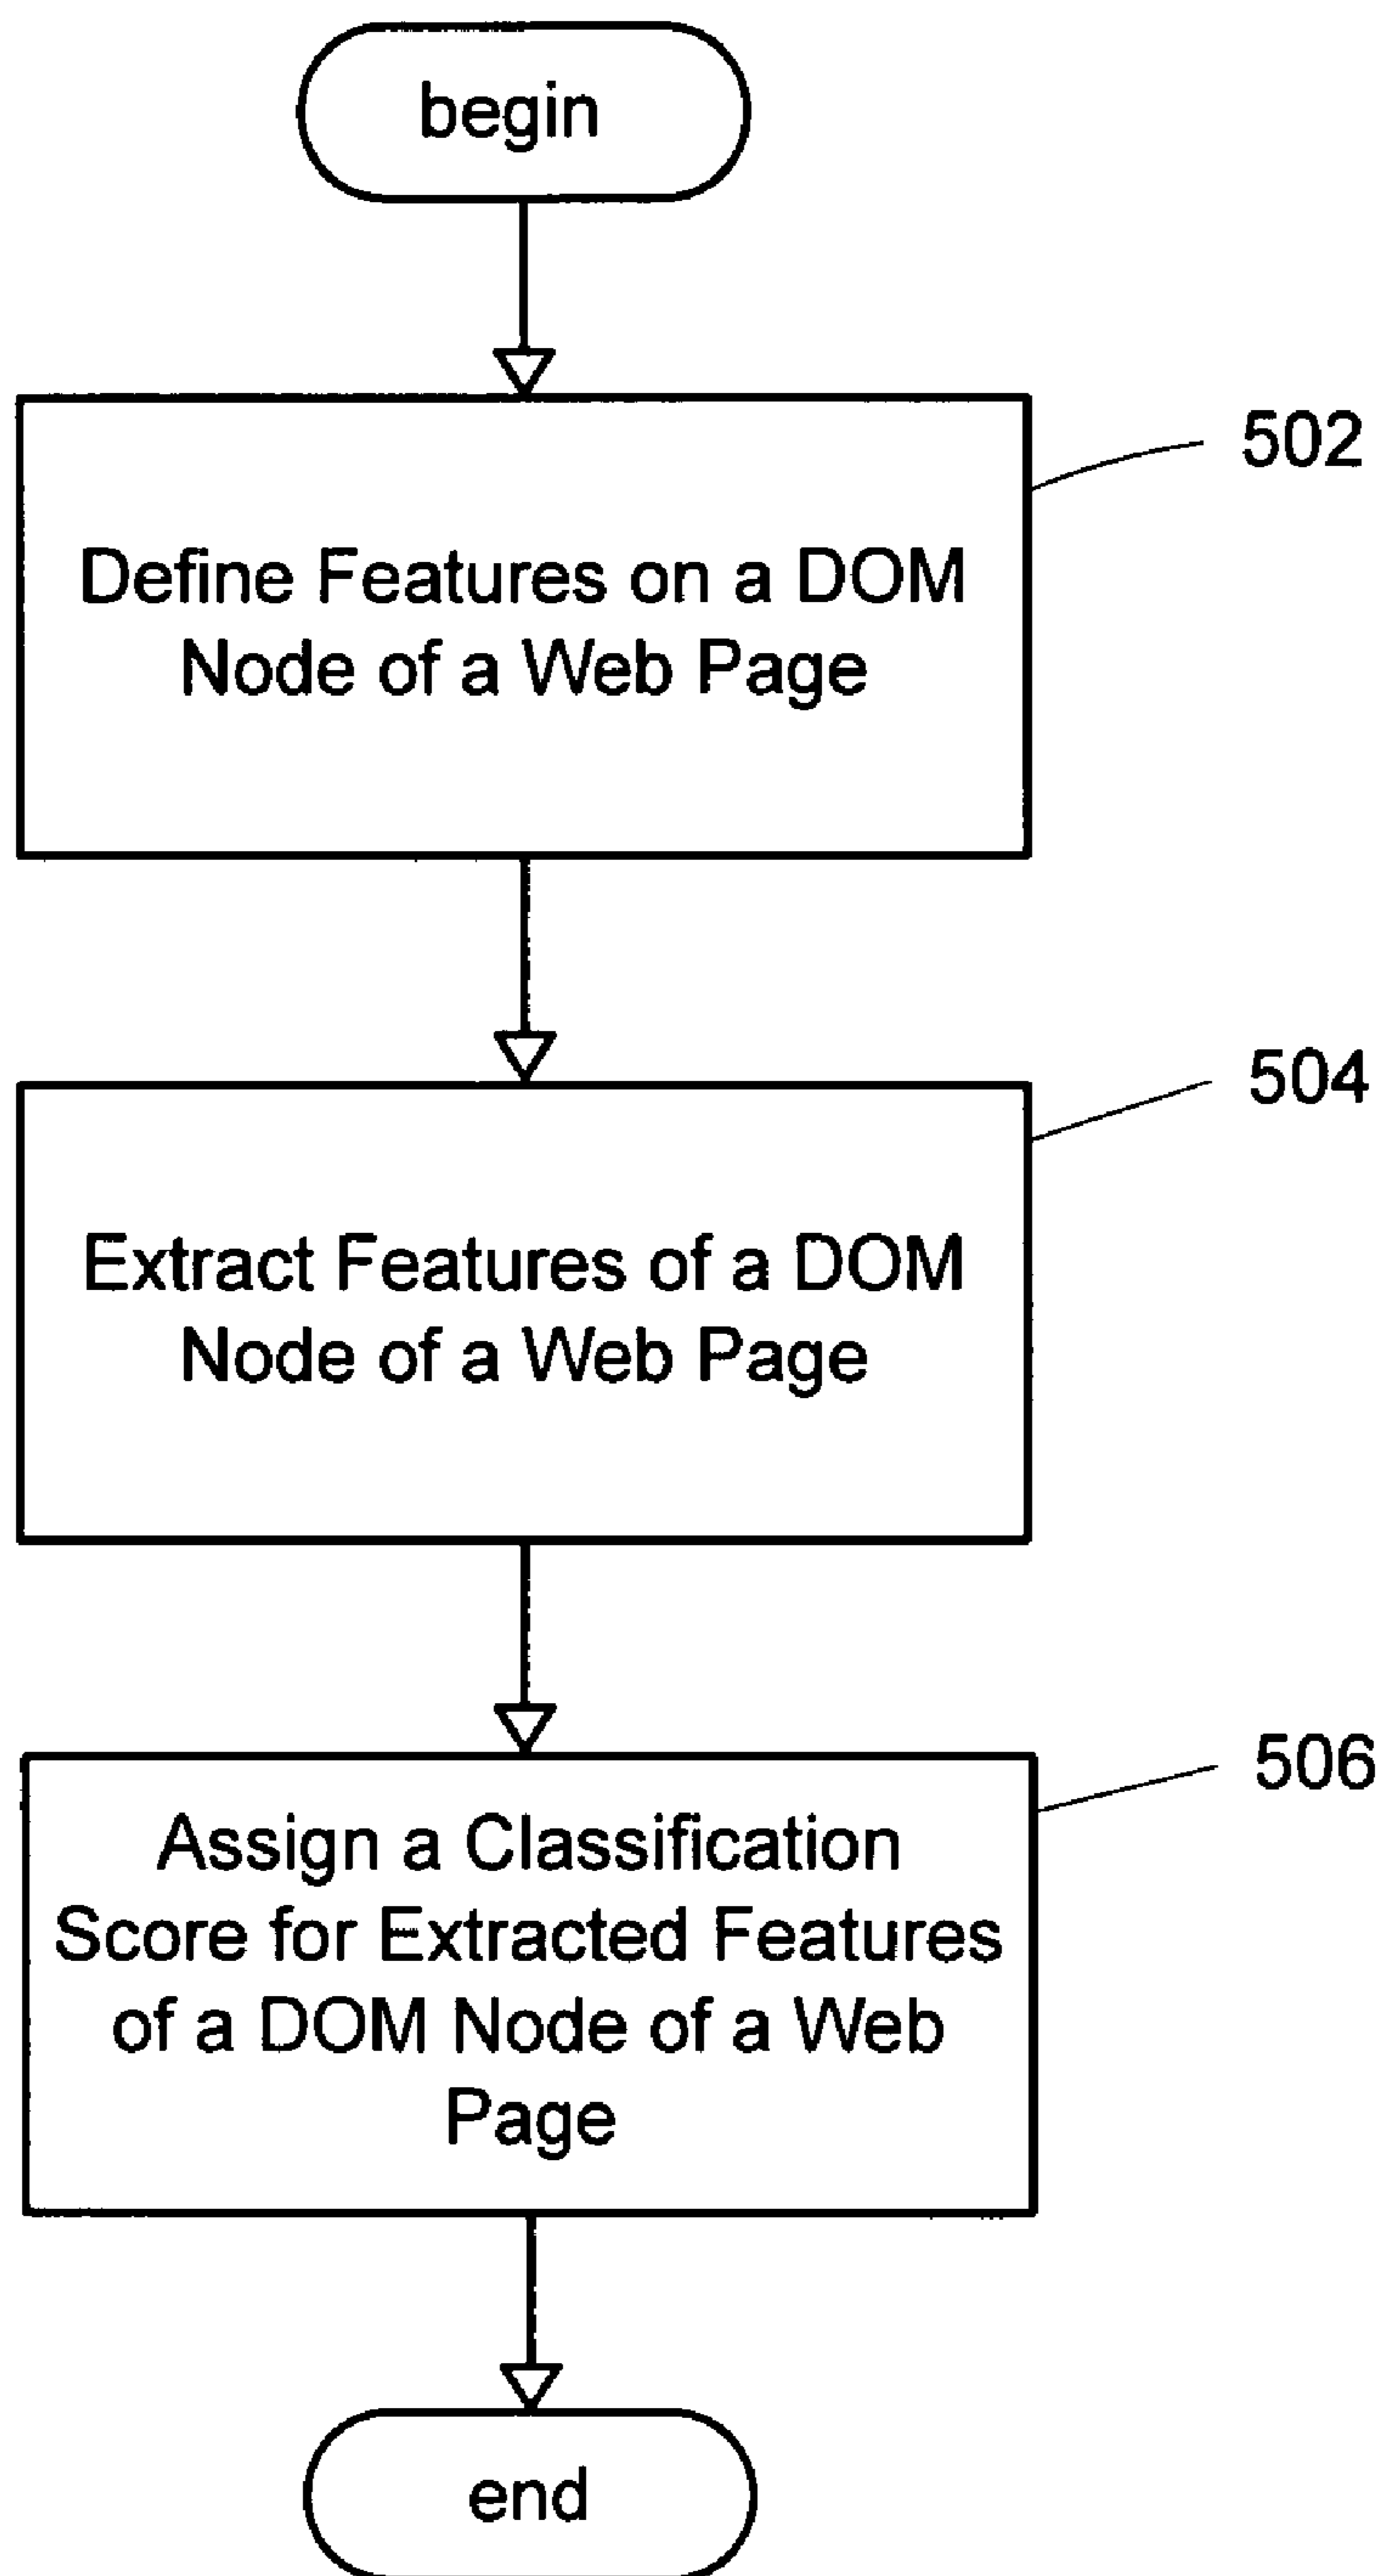 begin
502
Define Features on a DOM
Node of a Web Page
504
Extract Features of a DOM
Node of a Web Page
506
Assign a Classification
Score for Extracted Features
of a DOM Node of a Web
Page
end